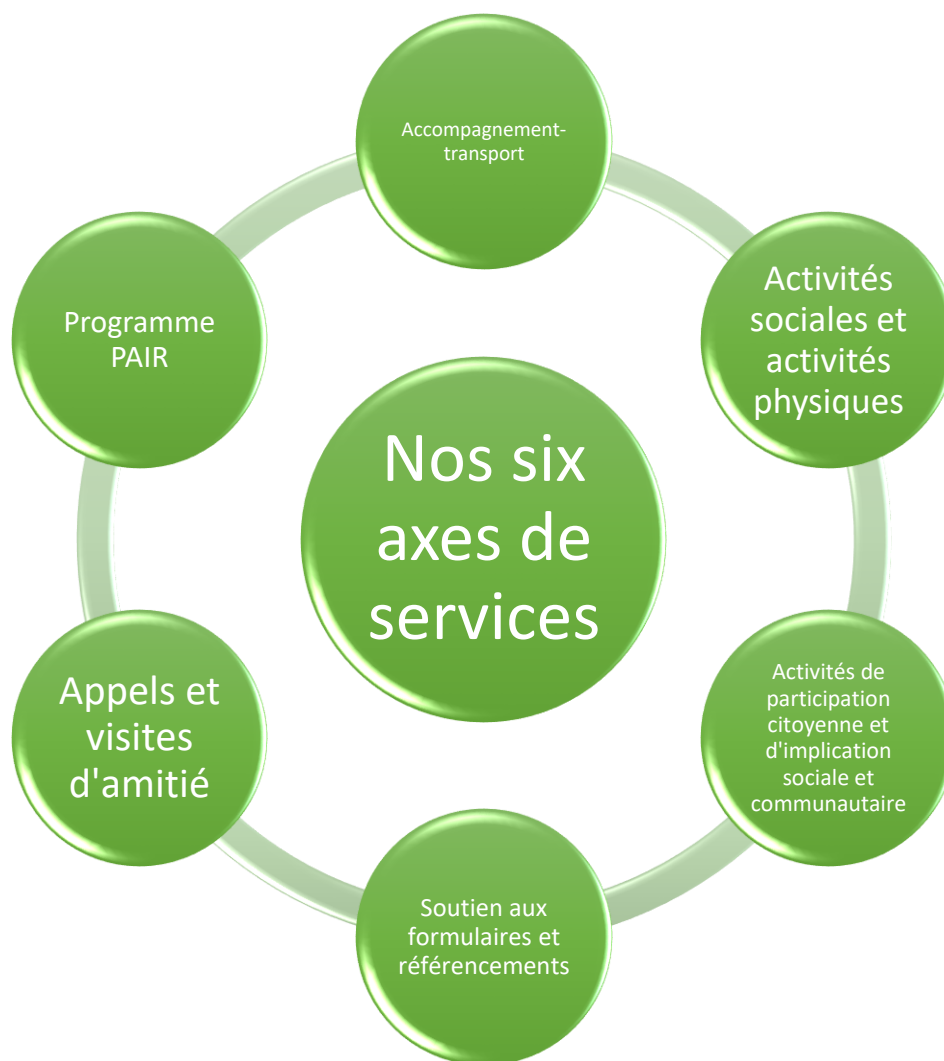 Accompagnement-
transport
Activités
sociales et
activités
physiques
Programme
PAIR
Nos six
axes de
services
Appels et
visites
d'amitié
Activités de
participation
citoyenne et
d'implication
sociale et
communautaire
Soutien aux
formulaires et
référencements